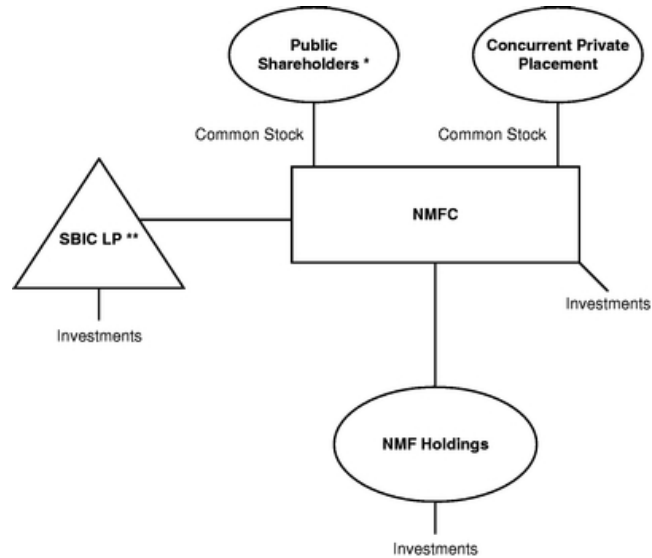 Public
Shareholders *
Concurrent Private
Placement
Common Stock
Common Stock
NMFC
SBIC LP **
Investments
Investments
NMF Holdings
Investments